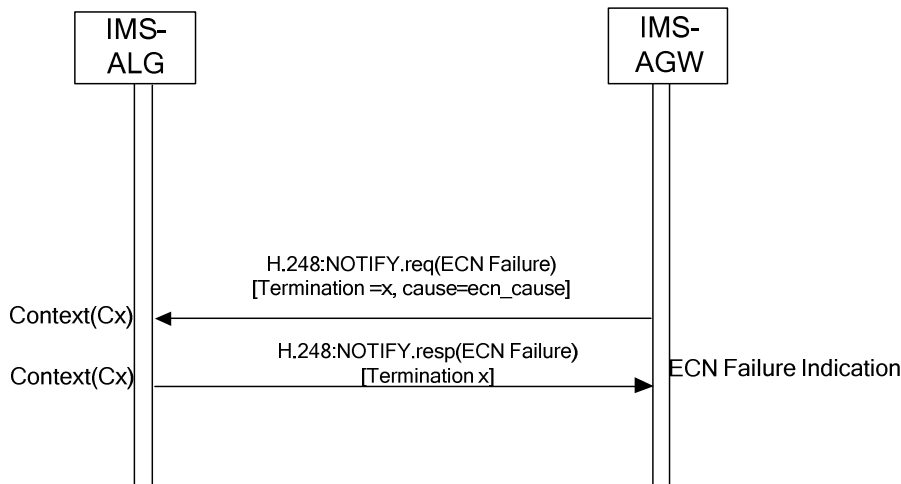 IMS-
ALG
IMS-
AGW
H.248:NOTIFY.req(ECN Failure)
[Termination =x, cause=ecn_cause]
Context(Cx)
H.248:NOTIFY.resp(ECN Failure)
[Termination x]
Context(Cx)
ECN Failure Indication